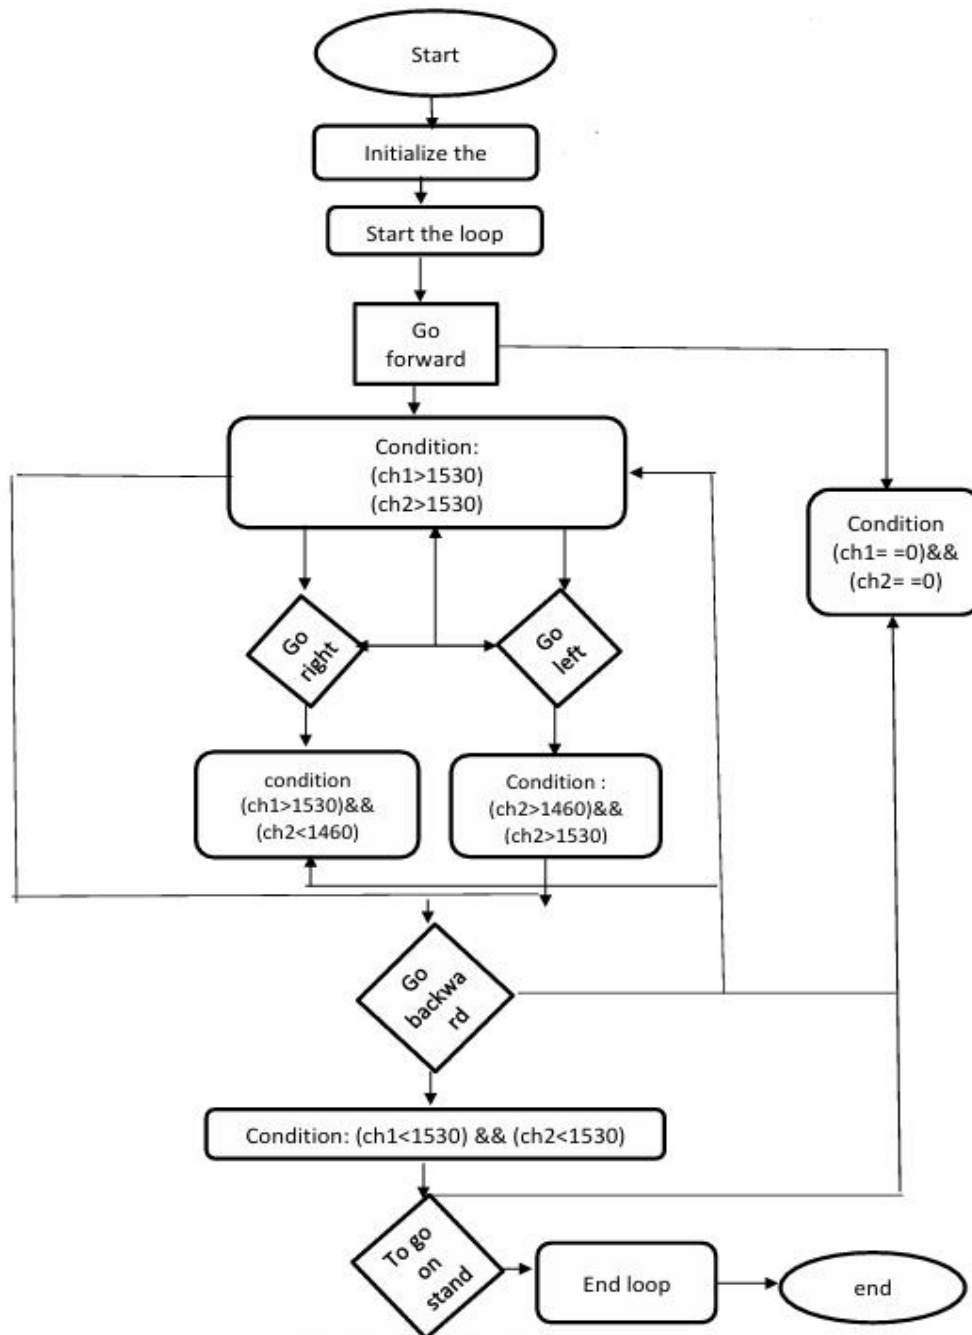 Start
Initialize the
Start the loop
Go
forward
Condition:
(ch1>1530)
(ch2>1530)
Condition
(ch1= =0)&&
(ch2= =0)
Go
right
Go
left
condition
(ch1>1530)&&
(ch2<1460)
Condition :
(ch2>1460)&&
(ch2>1530)
Go
backwa
rd
Condition: (ch1<1530) && (ch2<1530)
To go
on
stand
End loop
end